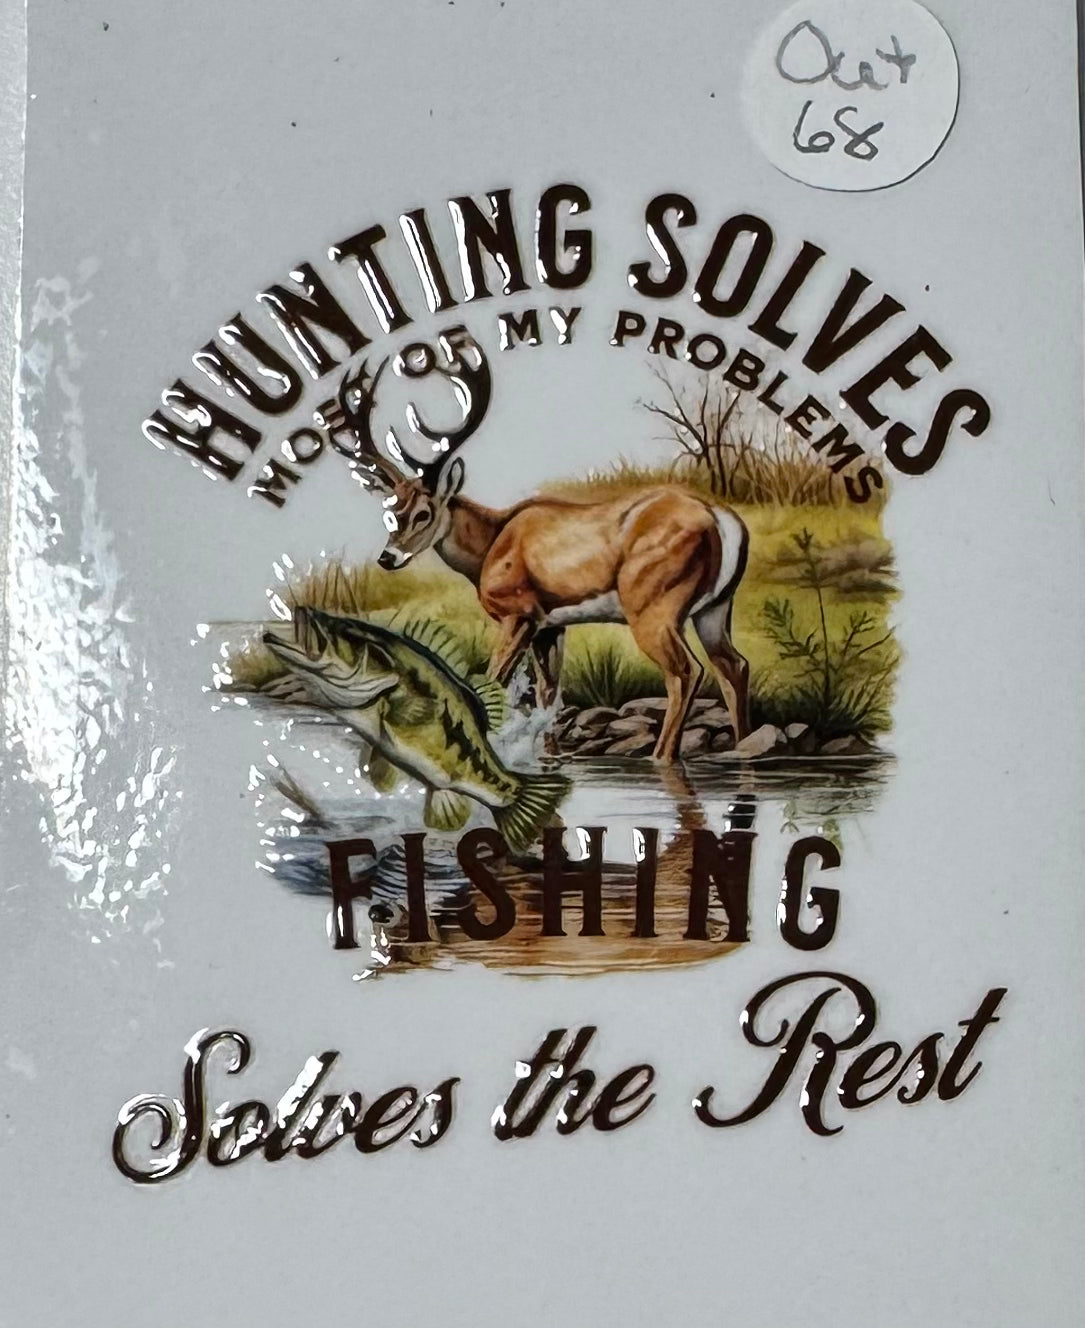 Out
68
HUNTING SOLVES
MOST OF MY PROBLEMS
FISHING
Solves the Rest